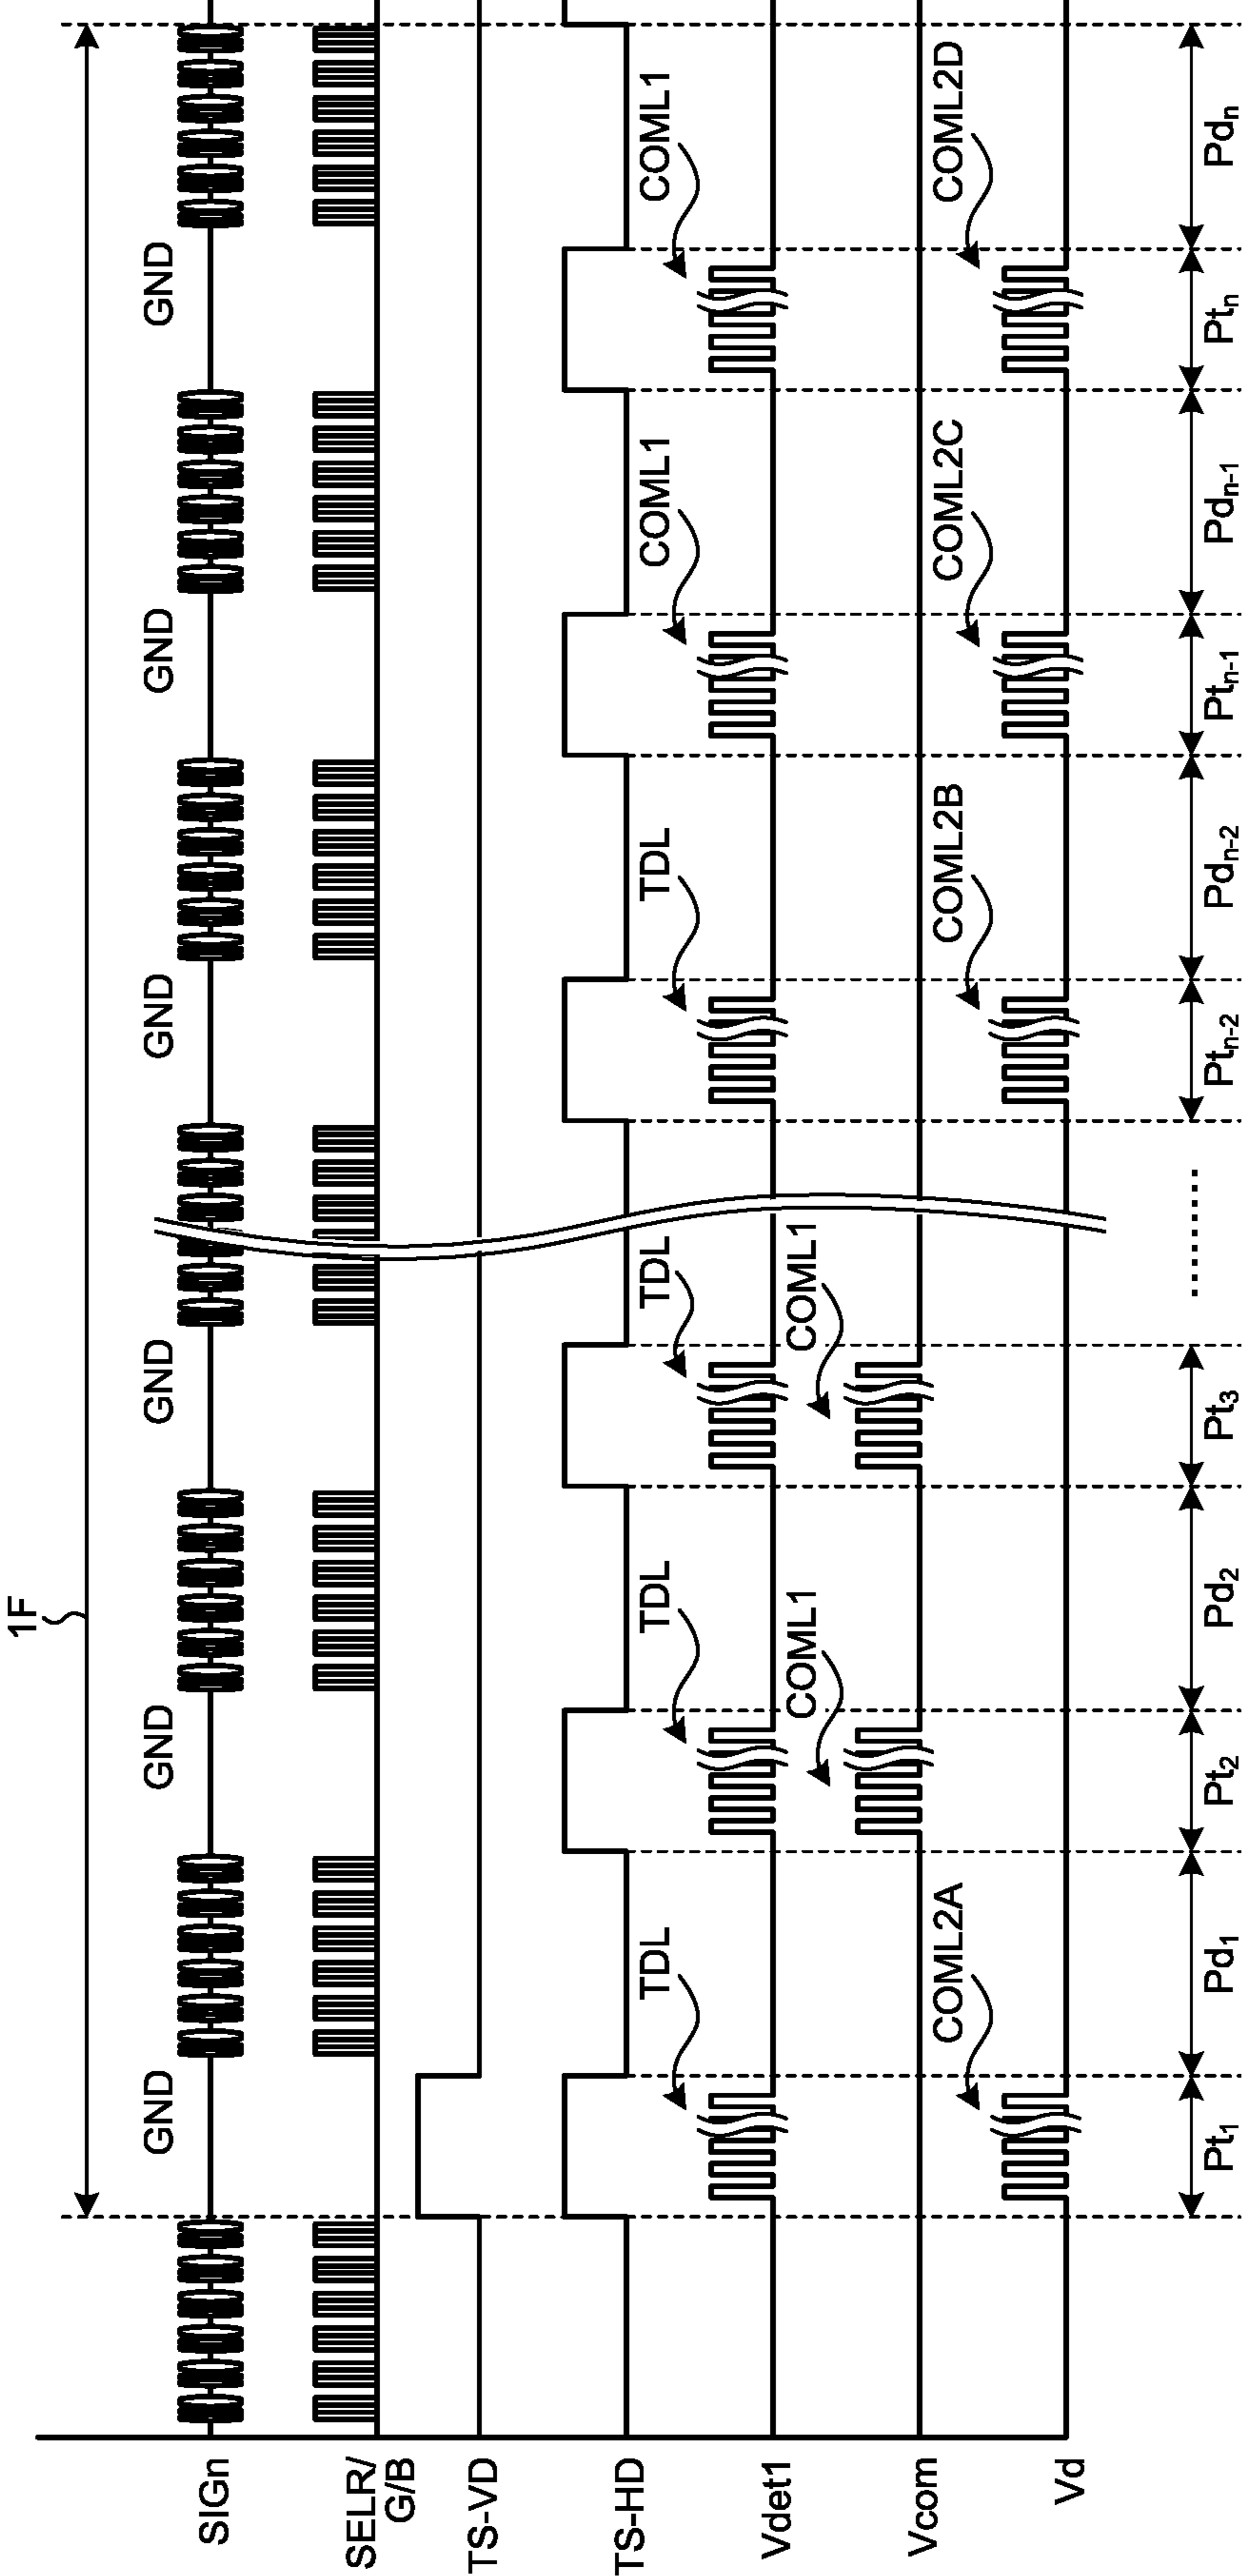 1F
SIGn
GND
GND
GND
GND
GND
GND
SELR/
G/B
TS-VD
TS-HD
Vdet1
TDL
TDL
TDL
TDL
COML1
COML1
Vcom
COML1
COML1
Vd
COML2A
COML2B
COML2C
COML2D
Pt1
Pd1
Pt2
Pd2
Pt3
........
Ptn-2
Pdn-2
Ptn-1
Pdn-1
Ptn
Pdn